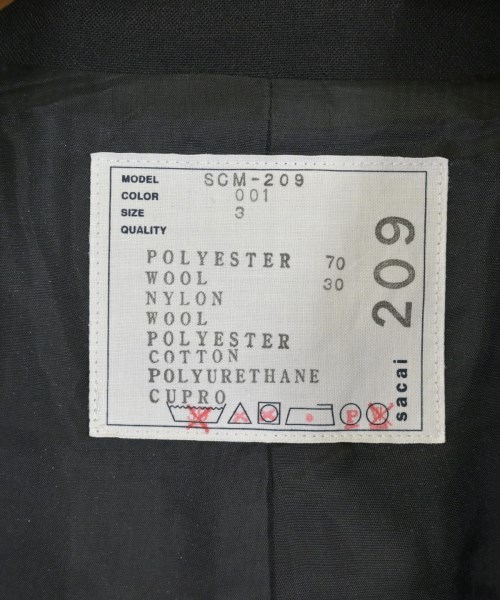 MODEL SCM-209
COLOR 001
SIZE 3
QUALITY
POLYESTER 70
WOOL 30
NYLON
WOOL
POLYESTER
COTTON
POLYURETHANE
CUPRO
P
sacai 209